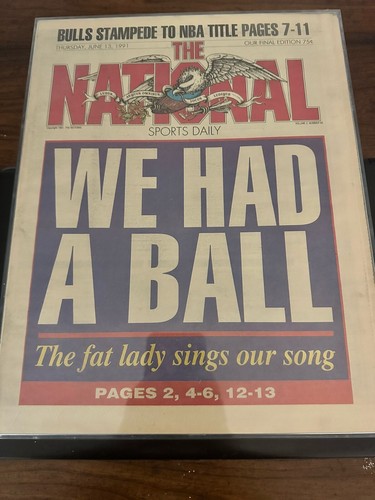 BULLS STAMPEDE TO NBA TITLE PAGES 7-11
THURSDAY, JUNE 13, 1991
OUR FINAL EDITION 75¢
THE
NATIONAL
SPORTS DAILY
WE HAD
A BALL
The fat lady sings our song
PAGES 2, 4-6, 12-13